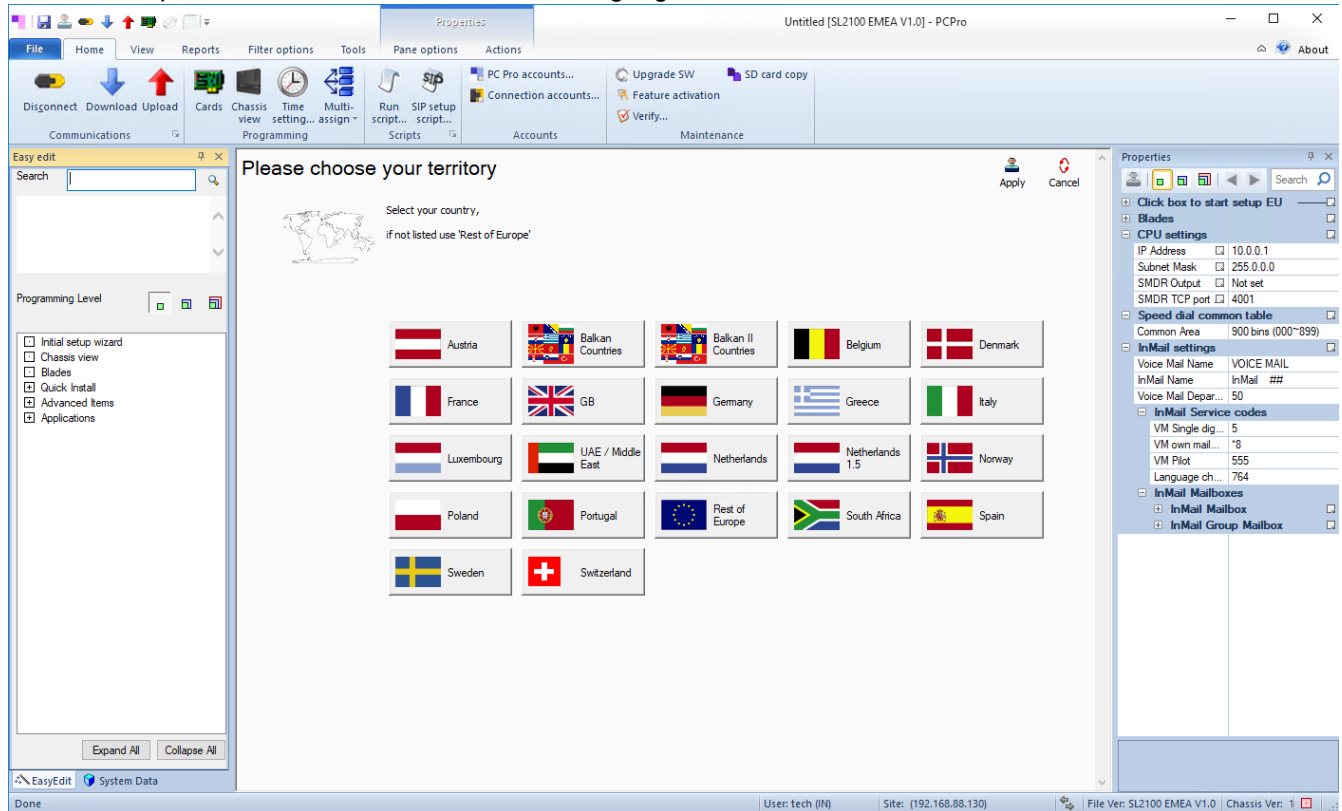 Properties
Untitled [SL2100 EMEA V1.0] - PCPro
File Home View Reports Filter options Tools Pane options Actions About
Disconnect Download Upload
Communications
Cards Chassis view Time setting... Multi-assign
Programming
Run script... SIP setup script...
Scripts
PC Pro accounts...
Connection accounts...
Accounts
Upgrade SW SD card copy
Feature activation
Verify...
Maintenance
Easy edit
Search
Programming Level
Initial setup wizard
Chassis view
Blades
Quick Install
Advanced Items
Applications
Expand All Collapse All
EasyEdit System Data
Please choose your territory
Apply Cancel
Select your country,
if not listed use 'Rest of Europe'
Austria
Balkan Countries
Balkan II Countries
Belgium
Denmark
France
GB
Germany
Greece
Italy
Luxembourg
UAE / Middle East
Netherlands
Netherlands 1.5
Norway
Poland
Portugal
Rest of Europe
South Africa
Spain
Sweden
Switzerland
Properties
Search
Click box to start setup EU
Blades
CPU settings
IP Address 10.0.0.1
Subnet Mask 255.0.0.0
SMDR Output Not set
SMDR TCP port 4001
Speed dial common table
Common Area 900 bins (000~899)
InMail settings
Voice Mail Name VOICE MAIL
InMail Name InMail ##
Voice Mail Depar... 50
InMail Service codes
VM Single dig... 5
VM own mail... *8
VM Pilot 555
Language ch... 764
InMail Mailboxes
InMail Mailbox
InMail Group Mailbox
Done
User: tech (IN)
Site: (192.168.88.130)
File Ver: SL2100 EMEA V1.0
Chassis Ver: 1